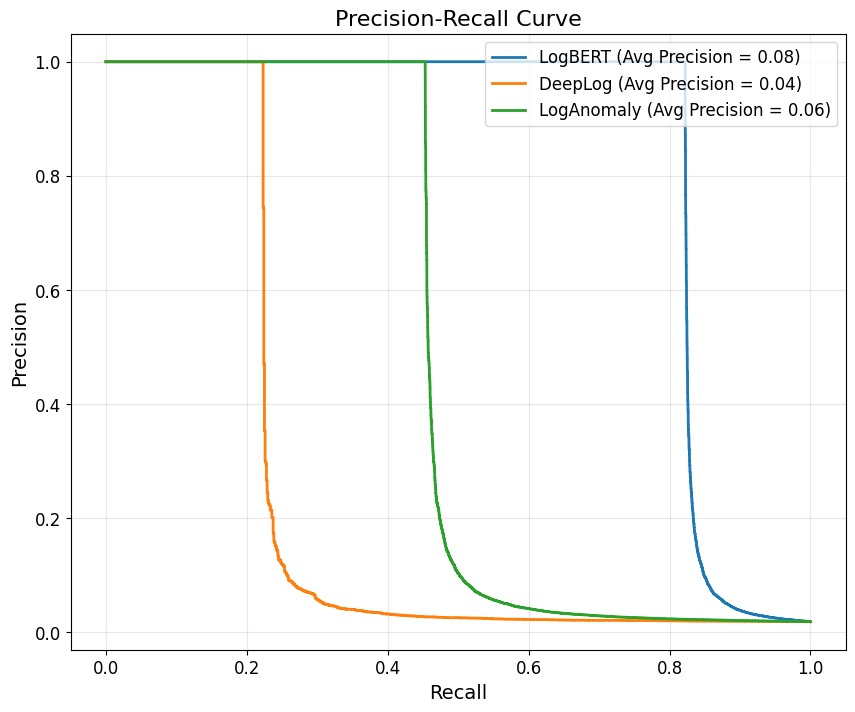 Precision-Recall Curve
LogBERT (Avg Precision = 0.08)
DeepLog (Avg Precision = 0.04)
LogAnomaly (Avg Precision = 0.06)
Precision
1.0
0.8
0.6
0.4
0.2
0.0
0.0 0.2 0.4 0.6 0.8 1.0
Recall